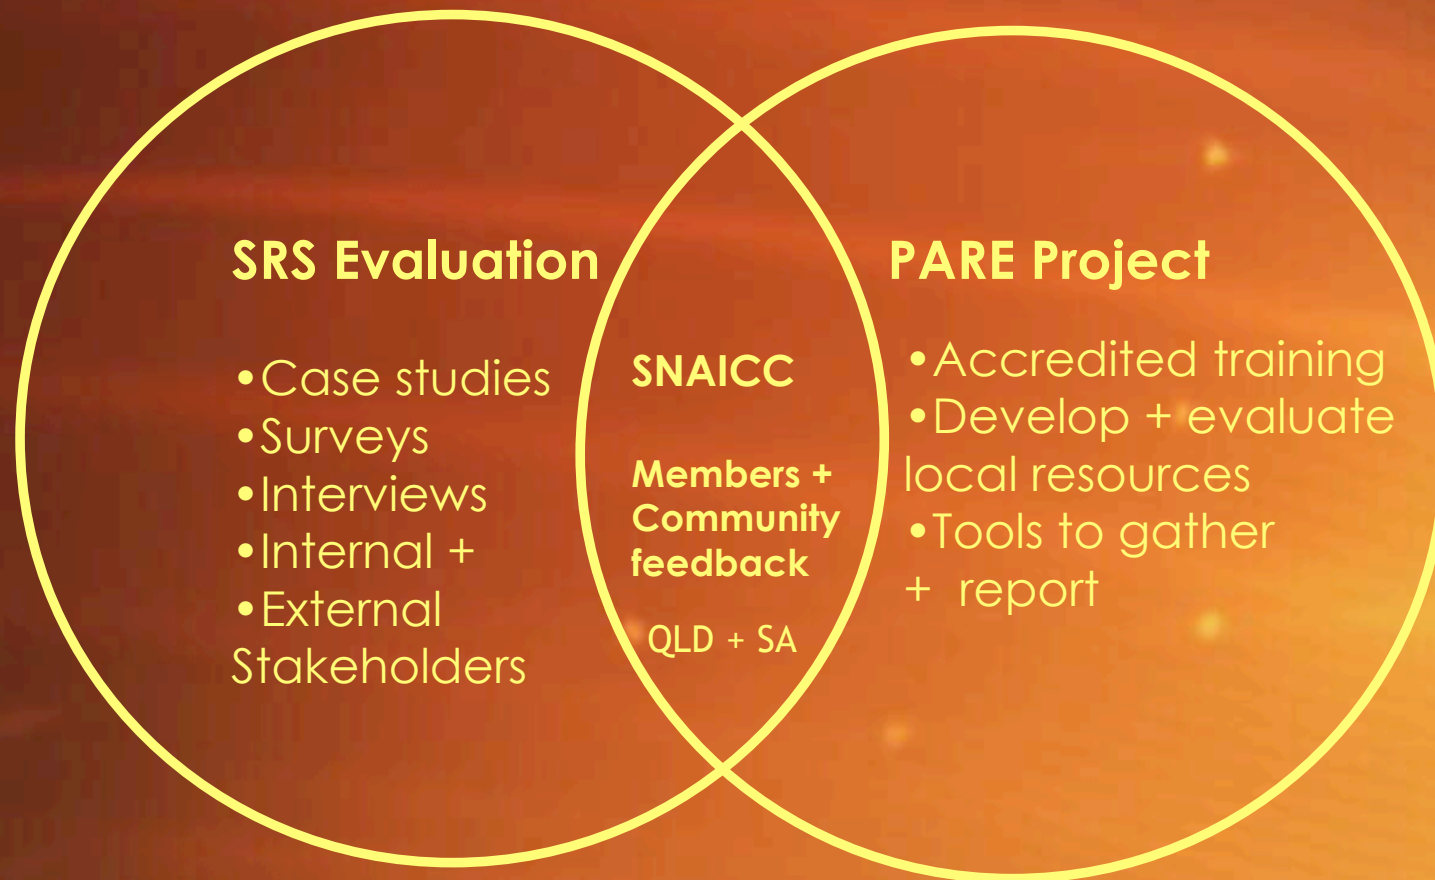 SRS Evaluation
•Case studies
•Surveys
•Interviews
•Internal +
•External
Stakeholders
SNAICC
Members +
Community
feedback
QLD + SA
PARE Project
•Accredited training
•Develop + evaluate
local resources
•Tools to gather
+ report